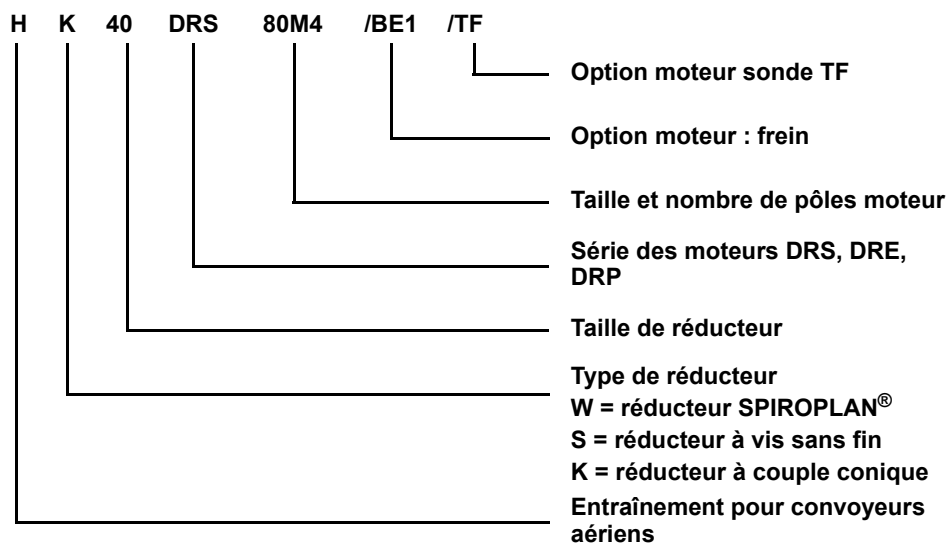 H K 40 DRS 80M4 /BE1 /TF
Option moteur sonde TF
Option moteur : frein
Taille et nombre de pôles moteur
Série des moteurs DRS, DRE,
DRP
Taille de réducteur
Type de réducteur
W = réducteur SPIROPLAN®
S = réducteur à vis sans fin
K = réducteur à couple conique
Entraînement pour convoyeurs
aériens